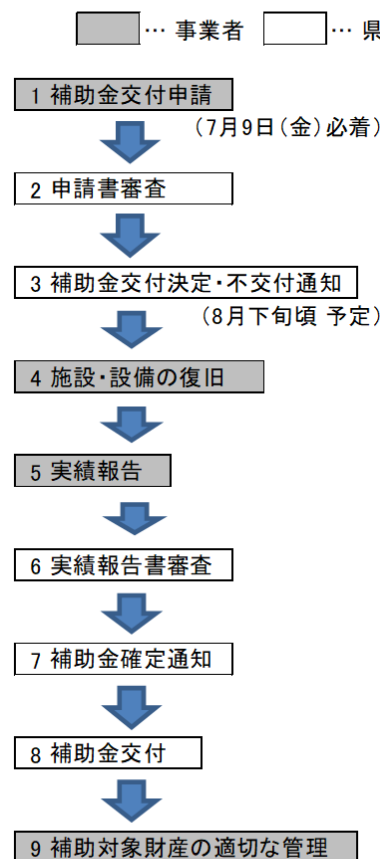 … 事業者 … 県
1 補助金交付申請
(7月9日(金)必着)
2 申請書審査
3 補助金交付決定・不交付通知
(8月下旬頃 予定)
4 施設・設備の復旧
5 実績報告
6 実績報告書審査
7 補助金確定通知
8 補助金交付
9 補助対象財産の適切な管理